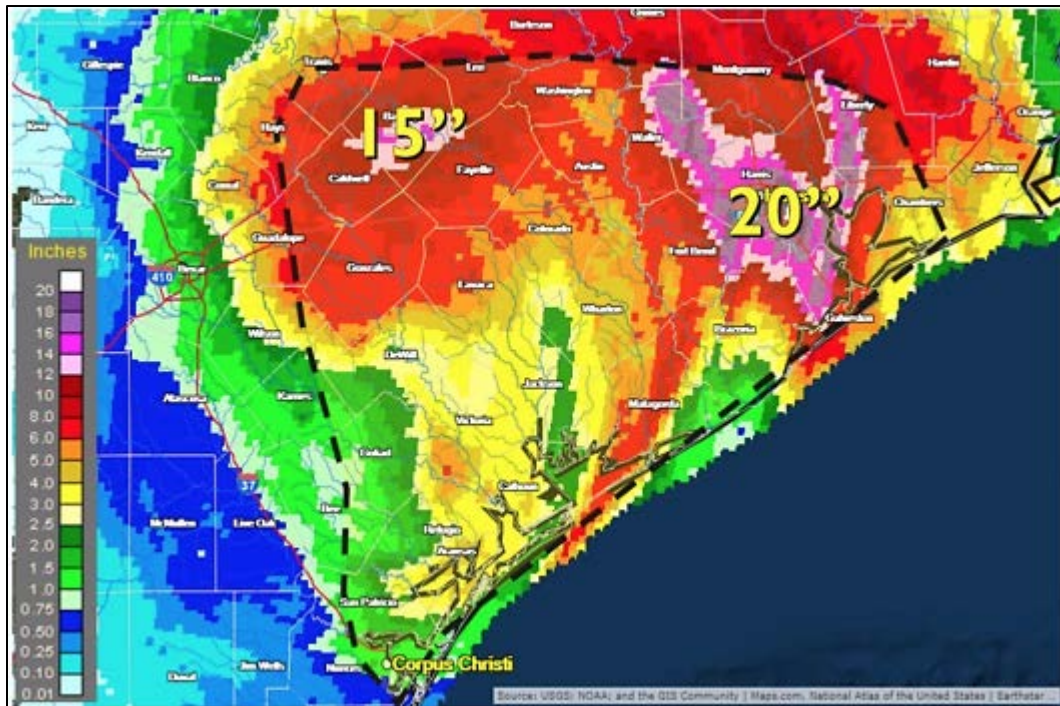 Burleson
Gillespie
Travis
Lee
Blanco
Montgomery
Hardin
Washington
Liberty
Orange
15”
Hays
Waller
Kendall
Caldwell
Fayette
Austin
Harris
Jefferson
Comal
20”
Chambers
Bandera
Guadalupe
Colorado
Fort Bend
Inches
Bexar
410
Gonzales
Lavaca
Wharton
Galveston
20
18
16
14
12
10
8.0
6.0
5.0
4.0
3.0
2.5
2.0
1.5
1.0
0.75
0.50
0.25
0.10
0.01
Wilson
Brazoria
DeWitt
Jackson
Atascosa
Karnes
Matagorda
Victoria
Goliad
37
Calhoun
McMullen
Live Oak
Bee
Refugio
Aransas
San Patricio
Jim Wells
Nueces
Corpus Christi
Duval
Source: USGS; NOAA; and the GIS Community | Maps.com, National Atlas of the United States | Earthstar ...